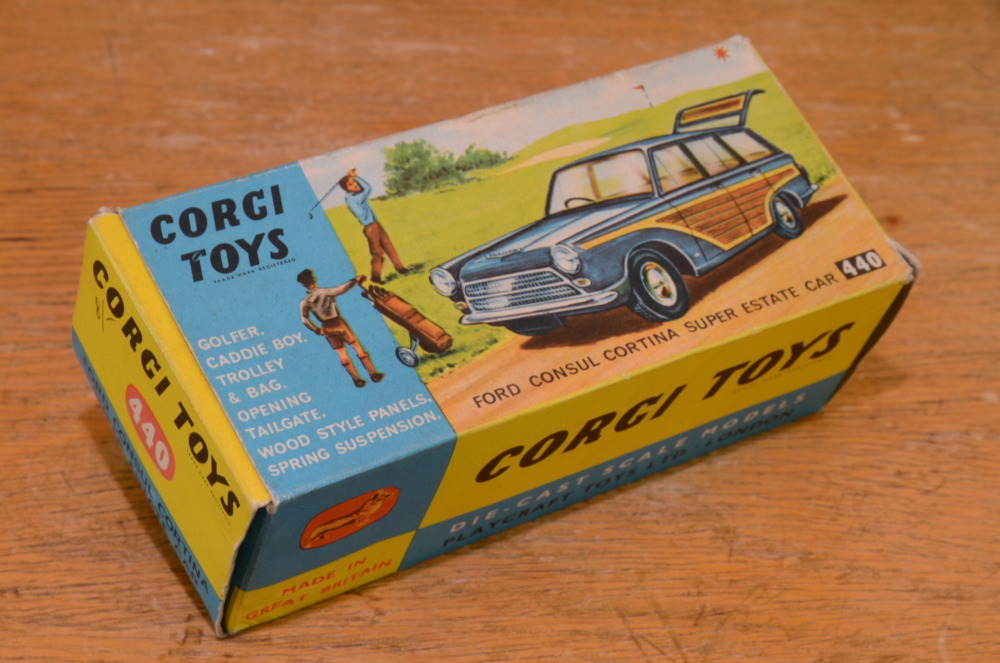 CORGI
TOYS
TRADE MARK REGISTERED
GOLFER.
CADDIE BOY.
TROLLEY
& BAG.
OPENING
TAILGATE.
WOOD STYLE PANELS.
SPRING SUSPENSION.
FORD CONSUL CORTINA SUPER ESTATE CAR 440
CORGI TOYS
440
FORD CONSUL CORTINA
CORGI TOYS
DIE-CAST SCALE MODELS
PLAYCRAFT TOYS LTD. LONDON
MADE IN
GREAT BRITAIN